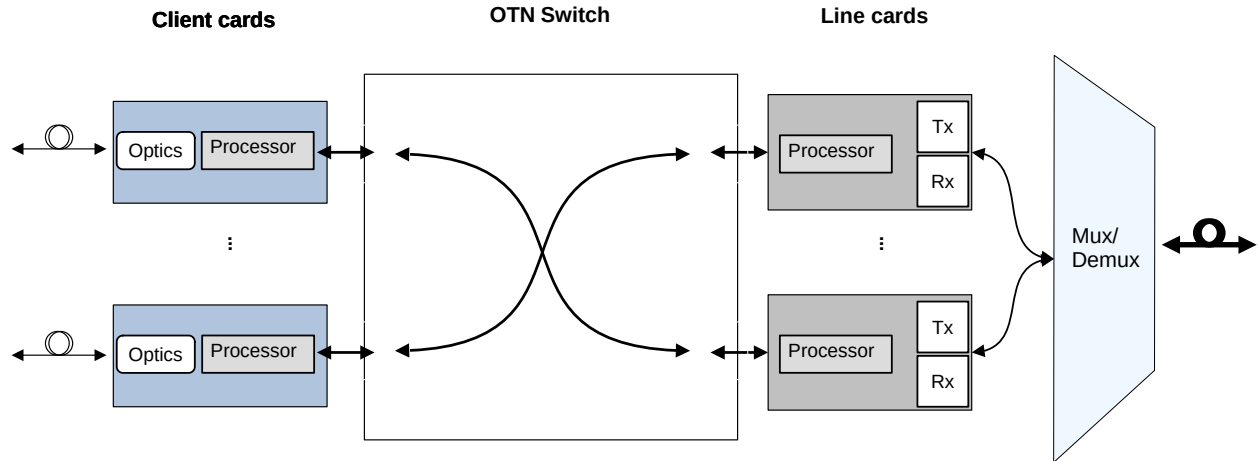 Client cards
OTN Switch
Line cards
Optics
Processor
Processor
Tx
Rx
...
...
Mux/
Demux
Optics
Processor
Processor
Tx
Rx